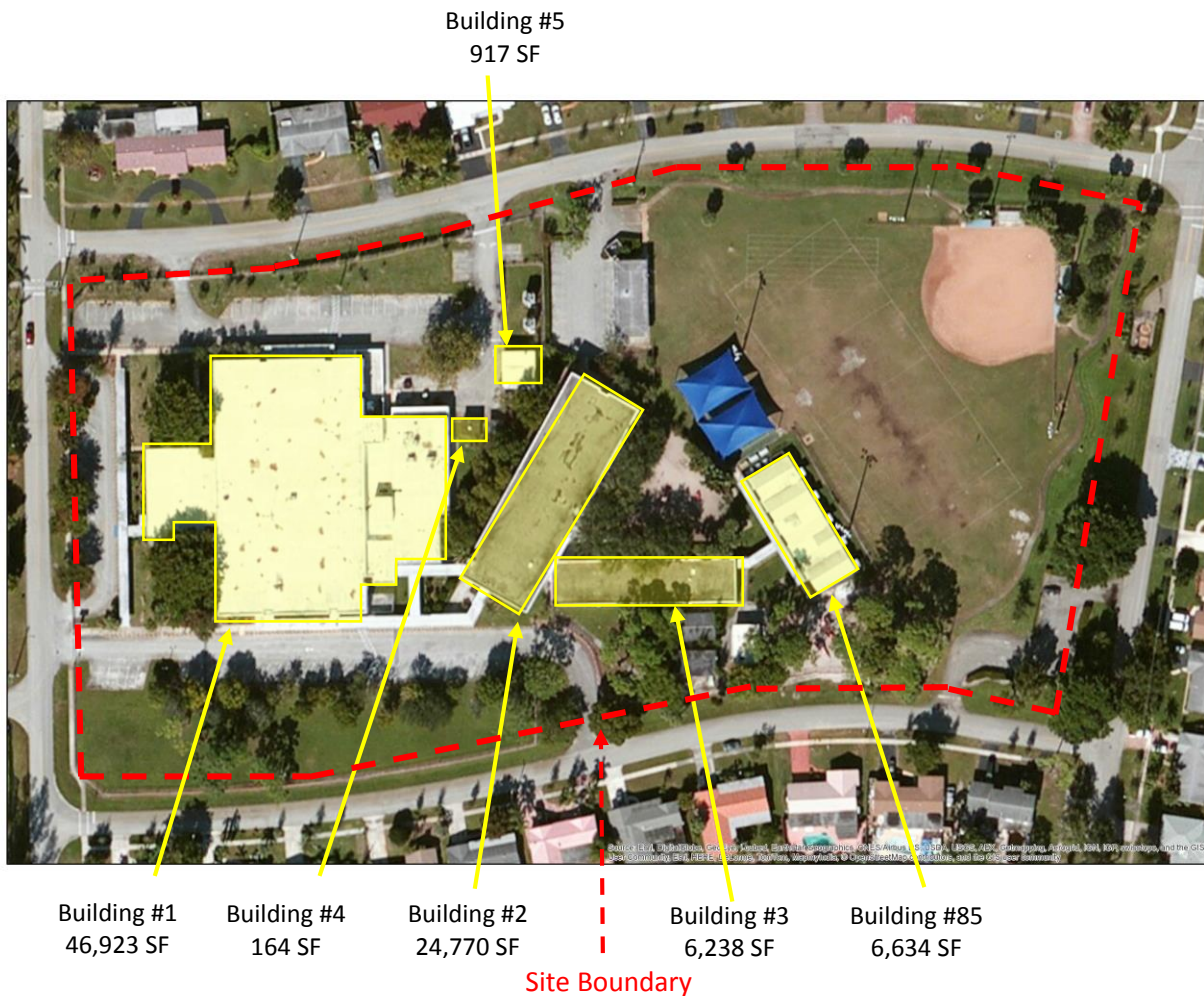 Building #5
917 SF
Building #1
46,923 SF
Building #4
164 SF
Building #2
24,770 SF
Building #3
6,238 SF
Building #85
6,634 SF
Site Boundary